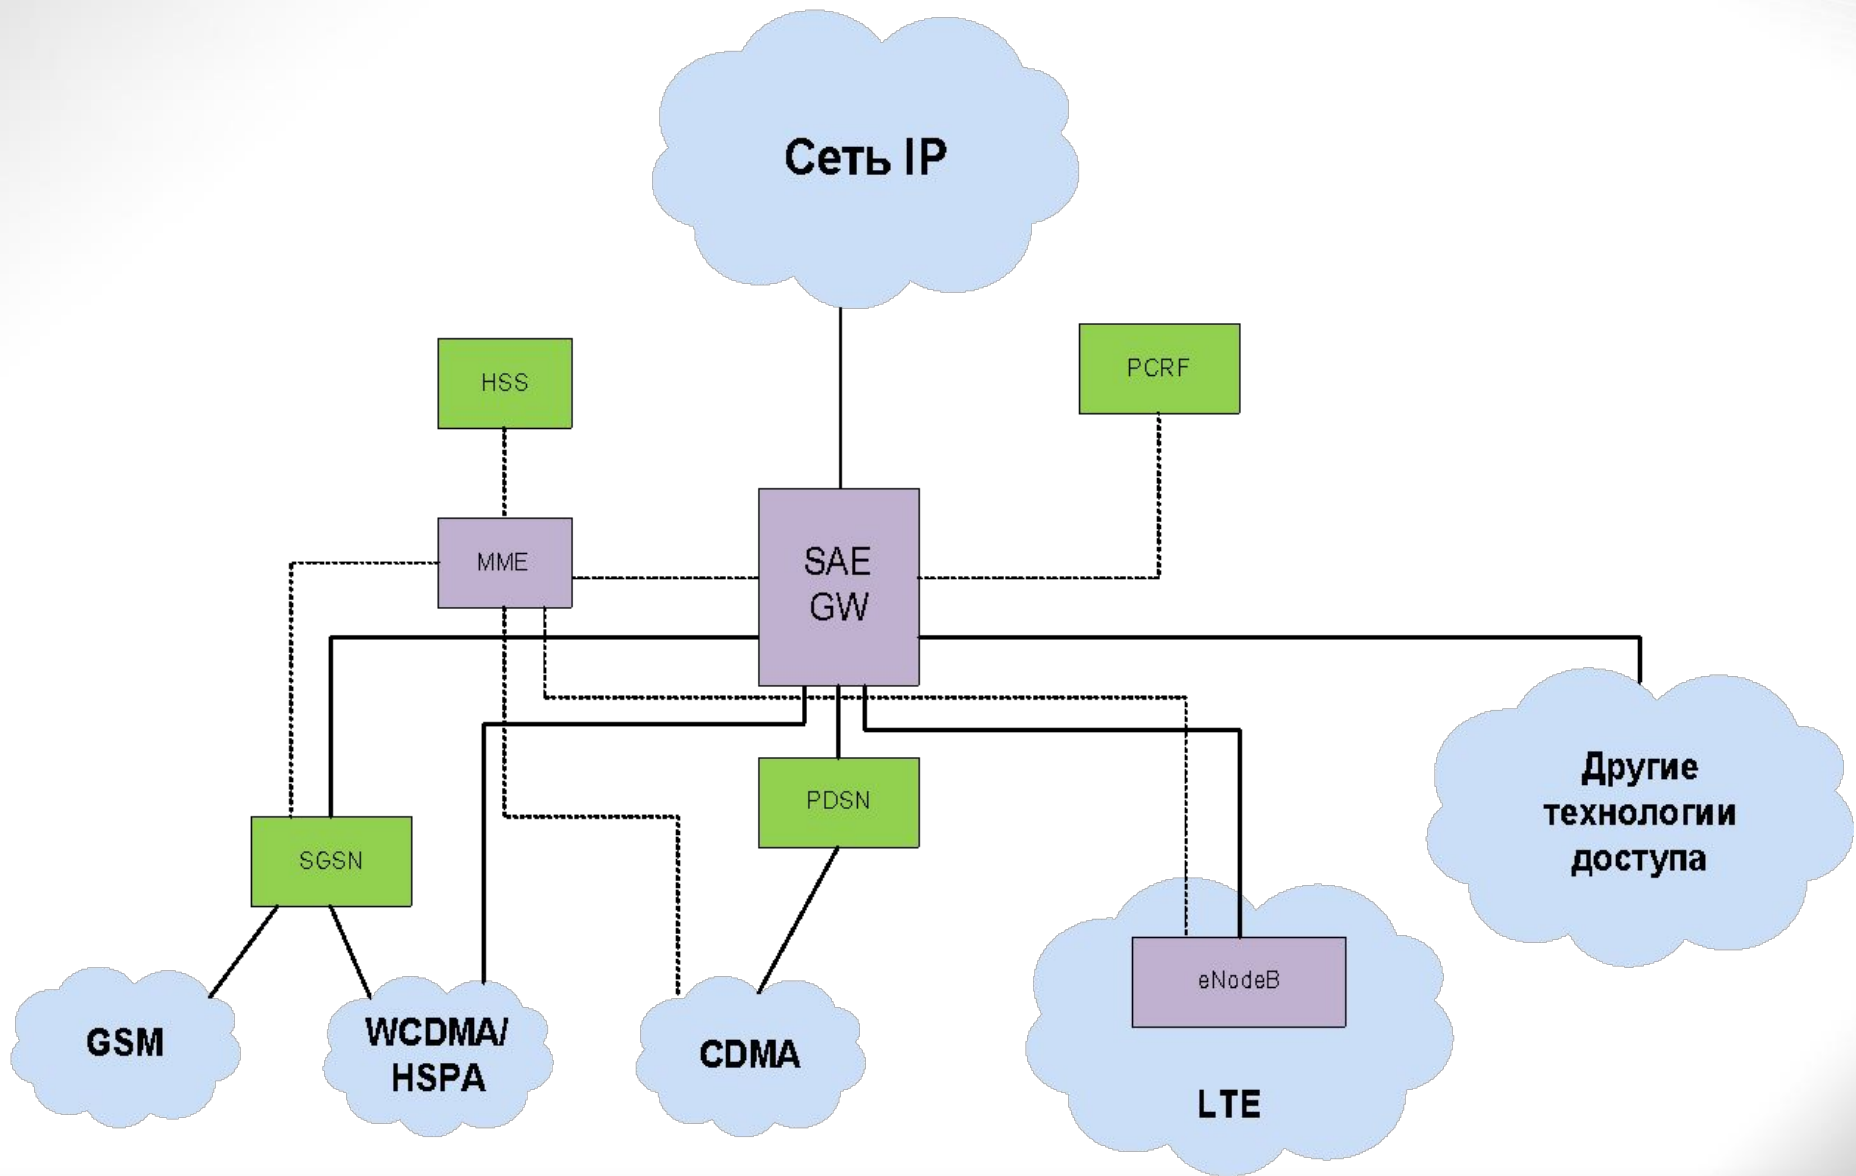 Сеть IP
HSS
PCRF
MME
SAE
GW
PDSN
SGSN
Другие
технологии
доступа
eNodeB
GSM
WCDMA/
HSPA
CDMA
LTE